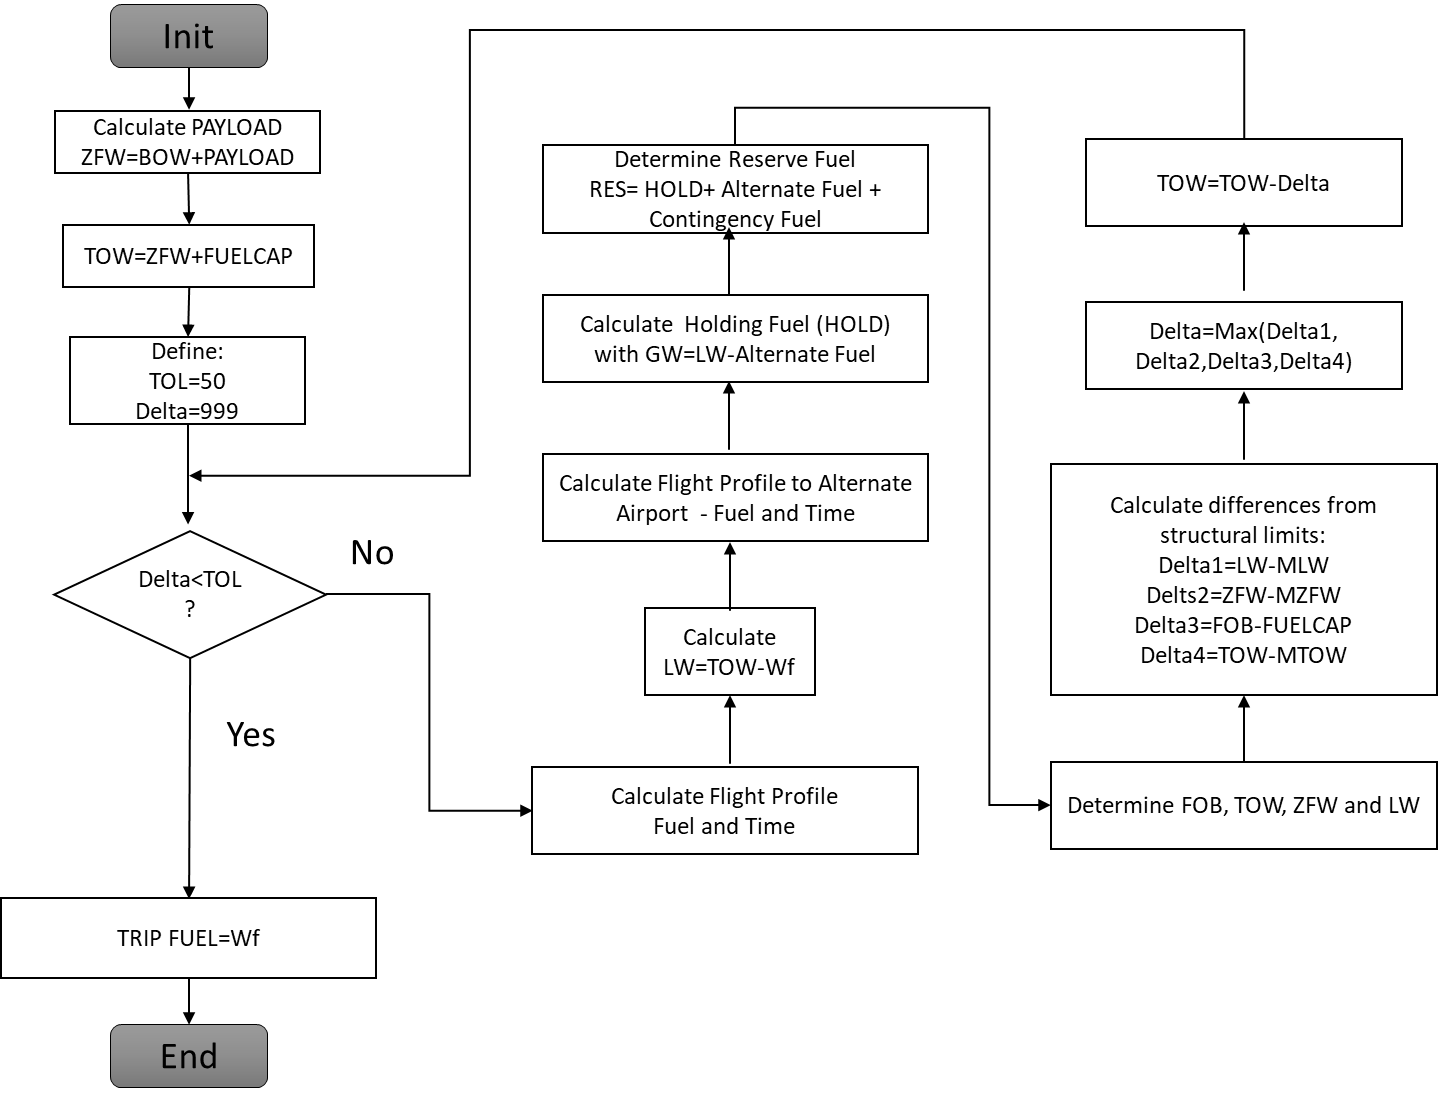 Init
Calculate PAYLOAD
ZFW=BOW+PAYLOAD
TOW=ZFW+FUELCAP
Define:
TOL=50
Delta=999
Delta<TOL
?
No
Yes
TRIP FUEL=Wf
End
Calculate Flight Profile
Fuel and Time
Calculate
LW=TOW-Wf
Calculate Flight Profile to Alternate
Airport - Fuel and Time
Calculate Holding Fuel (HOLD)
with GW=LW-Alternate Fuel
Determine Reserve Fuel
RES= HOLD+ Alternate Fuel +
Contingency Fuel
Determine FOB, TOW, ZFW and LW
Calculate differences from
structural limits:
Delta1=LW-MLW
Delts2=ZFW-MZFW
Delta3=FOB-FUELCAP
Delta4=TOW-MTOW
Delta=Max(Delta1,
Delta2,Delta3,Delta4)
TOW=TOW-Delta